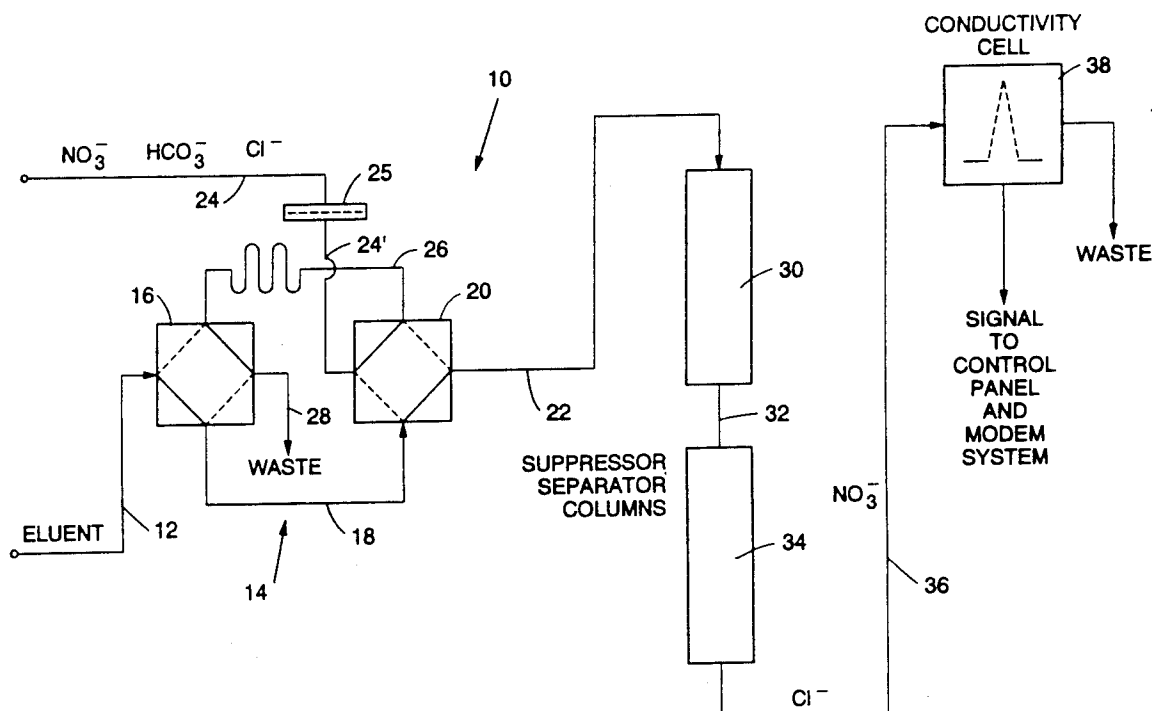 CONDUCTIVITY
CELL
38
10
NO3− HCO3− Cl−
24
25
24'
26
16
20
30
28
WASTE
22
32
SUPPRESSOR
SEPARATOR
COLUMNS
ELUENT
12
18
14
34
NO3−
36
Cl−
WASTE
SIGNAL
TO
CONTROL
PANEL
AND
MODEM
SYSTEM